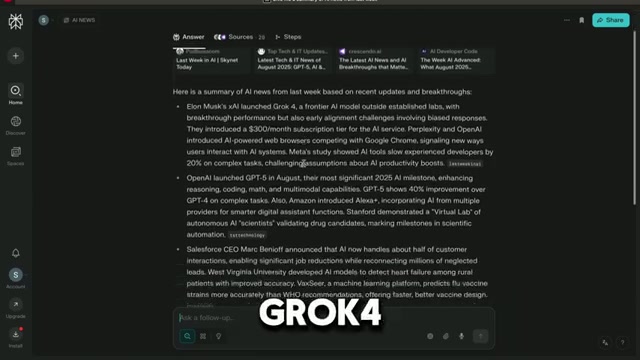 S
AI NEWS
Share
Answer
Sources
Steps
Last Week in AI | Skynet
Today
Top Tech & IT Updates...
Latest Tech & IT News of
August 2025: GPT-5, AI &...
The Latest AI News and AI
Breakthroughs that Matte...
AI Developer Code
The Week AI Advanced:
What August 2025...
Home
Discover
Spaces
Here is a summary of AI news from last week based on recent updates and breakthroughs:
• Elon Musk's xAI launched Grok 4, a frontier AI model outside established labs, with
breakthrough performance but also early alignment challenges involving biased responses.
They introduced a $300/month subscription tier for the AI service. Perplexity and OpenAI
introduced AI-powered web browsers competing with Google Chrome, signaling new ways
users interact with AI systems. Meta's study showed AI tools slow experienced developers by
20% on complex tasks, challenging assumptions about AI productivity boosts.
• OpenAI launched GPT-5 in August, their most significant 2025 AI milestone, enhancing
reasoning, coding, math, and multimodal capabilities. GPT-5 shows 40% improvement over
GPT-4 on complex tasks. Also, Amazon introduced Alexa+, incorporating AI from multiple
providers for smarter digital assistant functions. Stanford demonstrated a "Virtual Lab" of
autonomous AI "scientists" validating drug candidates, marking milestones in scientific
automation.
• Salesforce CEO Marc Benioff announced that AI now handles about half of customer
interactions, enabling significant job reductions while reconnecting millions of neglected
leads. West Virginia University developed AI models to detect heart failure among rural
patients with improved accuracy. VaxSeer, a machine learning platform, predicts flu vaccine
strains more accurately than WHO recommendations, offering faster, better vaccine design.
S
Account
Upgrade
Install
Ask a follow-up...
GROK4